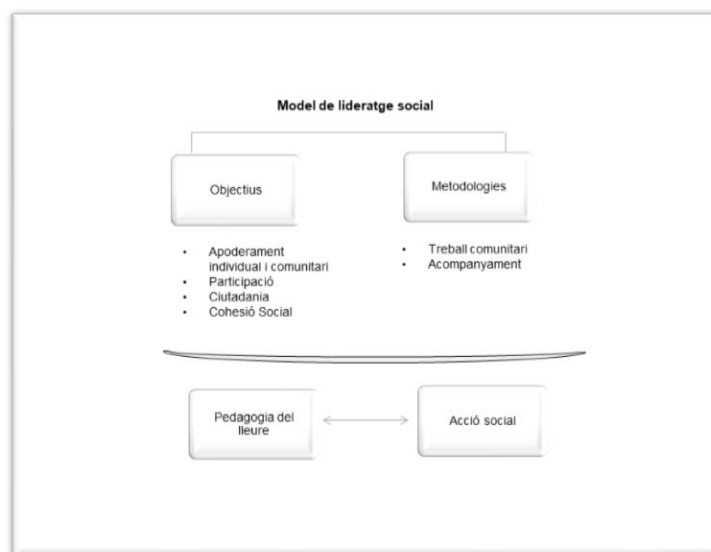 Model de lideratge social
Objectius
Metodologies
• Apoderament
individual i comunitari
• Participació
• Ciutadania
• Cohesió Social
• Treball comunitari
• Acompanyament
Pedagogia del
lleure
Acció social